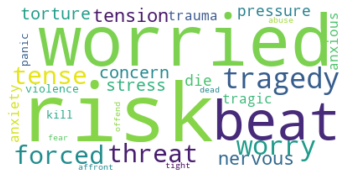 torture tension trauma pressure
panic worried anxious
tense concern die tragedy
anxiety violence stress tragic
risk beat
kill abuse dead offend
forced threat worry
fear tight nervous
affront